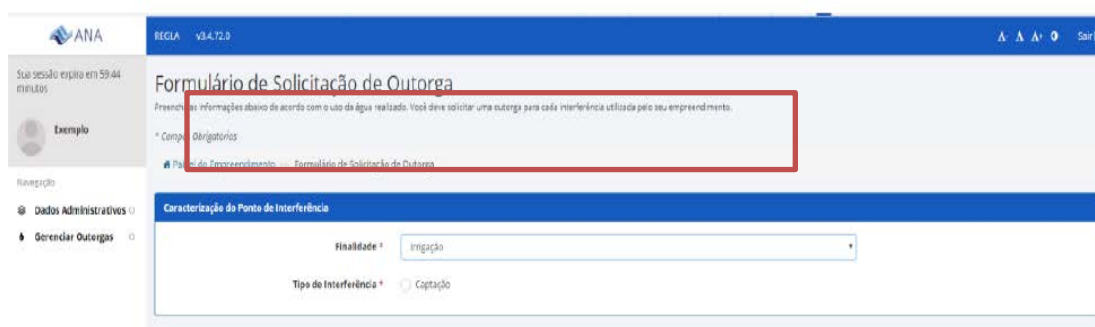 ANA
REGLA v3.4.72.0
A- A A+ Sair
Sua sessão expira em 59:44
minutos
Exemplo
Navegação
Dados Administrativos
Gerenciar Outorgas
Formulário de Solicitação de Outorga
Preencha as informações abaixo de acordo com o uso da água realizado. Você deve solicitar uma outorga para cada interferência utilizada pelo seu empreendimento.
* Campos Obrigatórios
Painel do Empreendimento — Formulário de Solicitação de Outorga
Caracterização do Ponto de Interferência
Finalidade * Irrigação
Tipo de Interferência * Captação